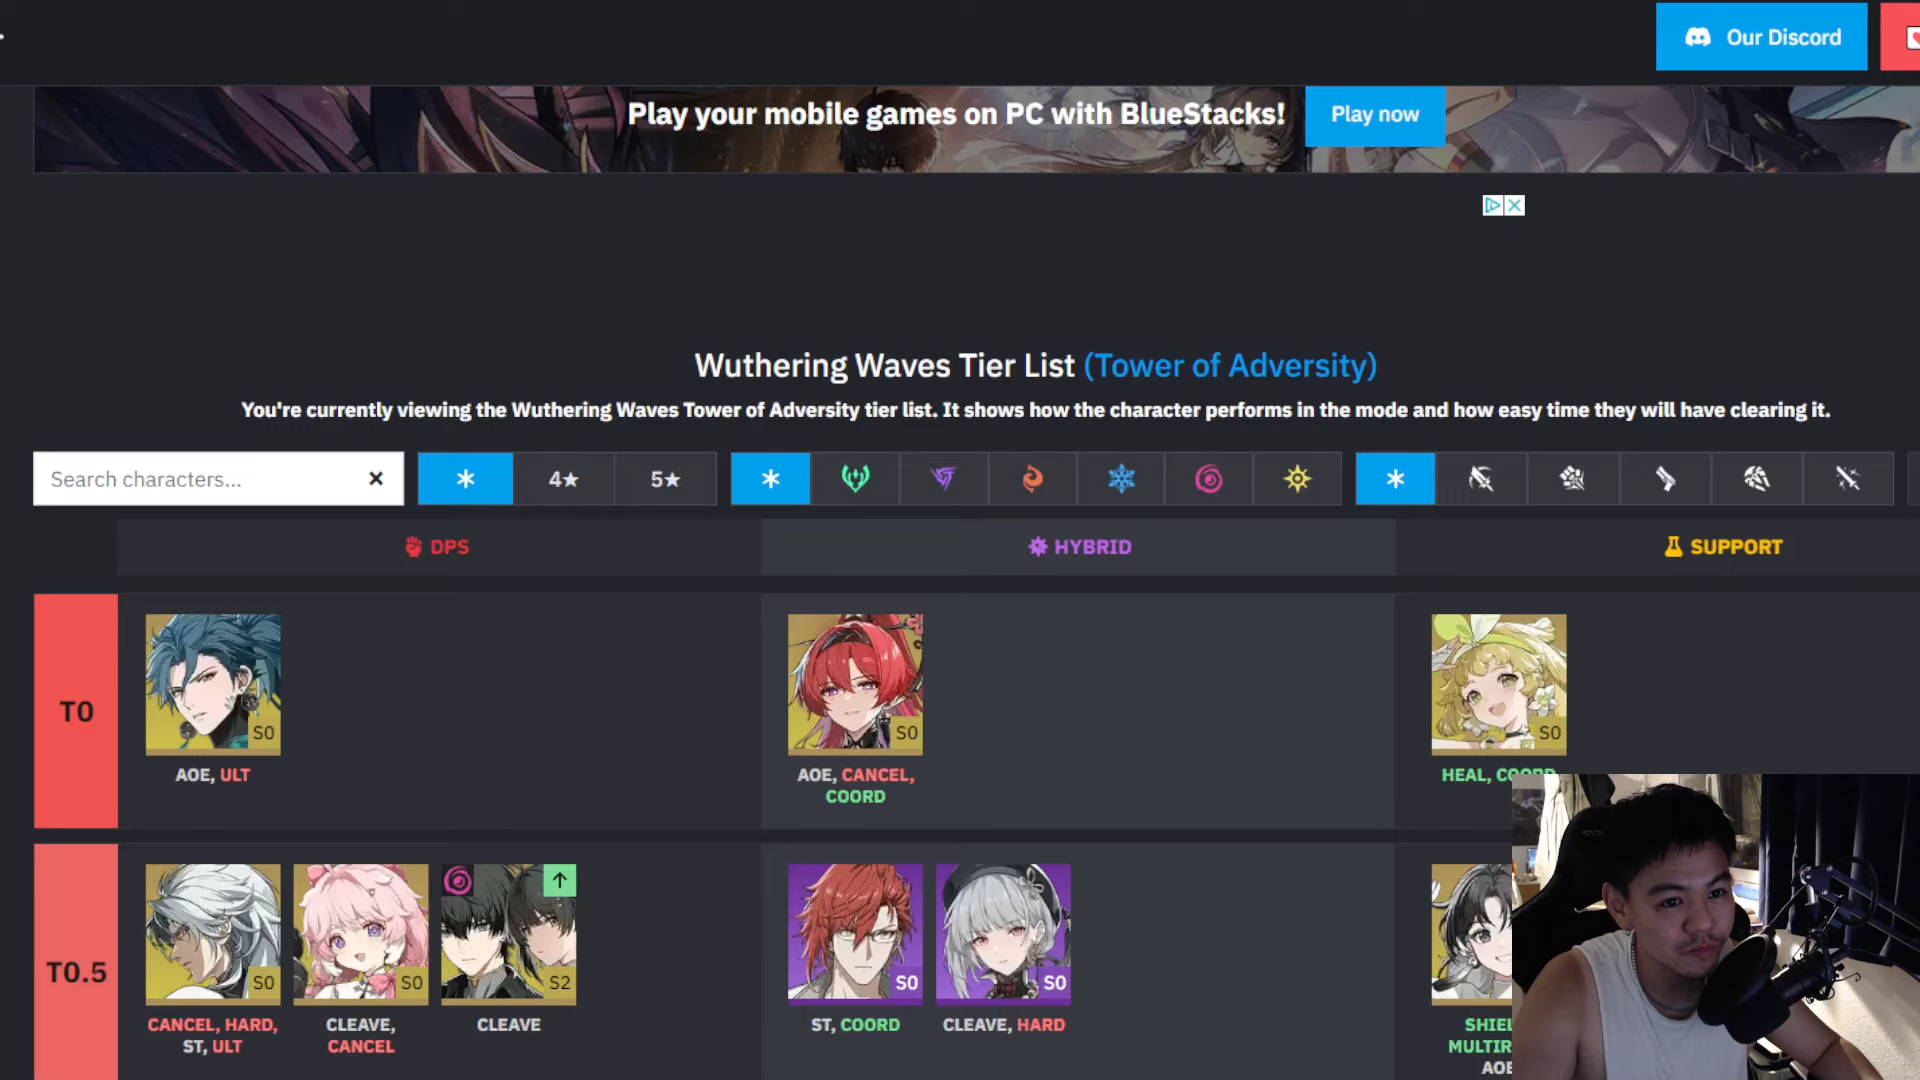 Our Discord
Play your mobile games on PC with BlueStacks!
Play now
Wuthering Waves Tier List (Tower of Adversity)
You're currently viewing the Wuthering Waves Tower of Adversity tier list. It shows how the character performs in the mode and how easy time they will have clearing it.
Search characters...
4★
5★
DPS
HYBRID
SUPPORT
T0
S0
S0
S0
AOE, ULT
AOE, CANCEL,
COORD
HEAL, COORD
T0.5
S0
S0
S2
S0
S0
CANCEL, HARD,
ST, ULT
CLEAVE,
CANCEL
CLEAVE
ST, COORD
CLEAVE, HARD
AOE